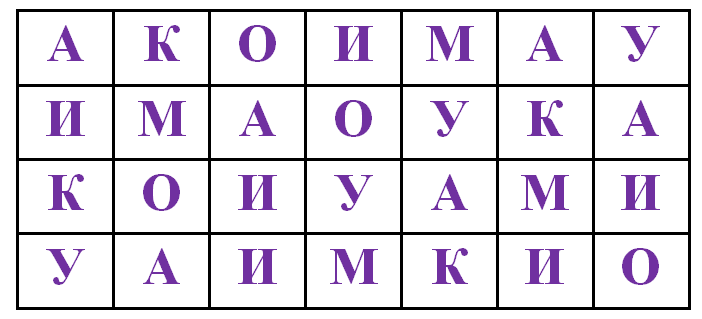 А К О И М А У
И М А О У К А
К О И У А М И
У А И М К И О